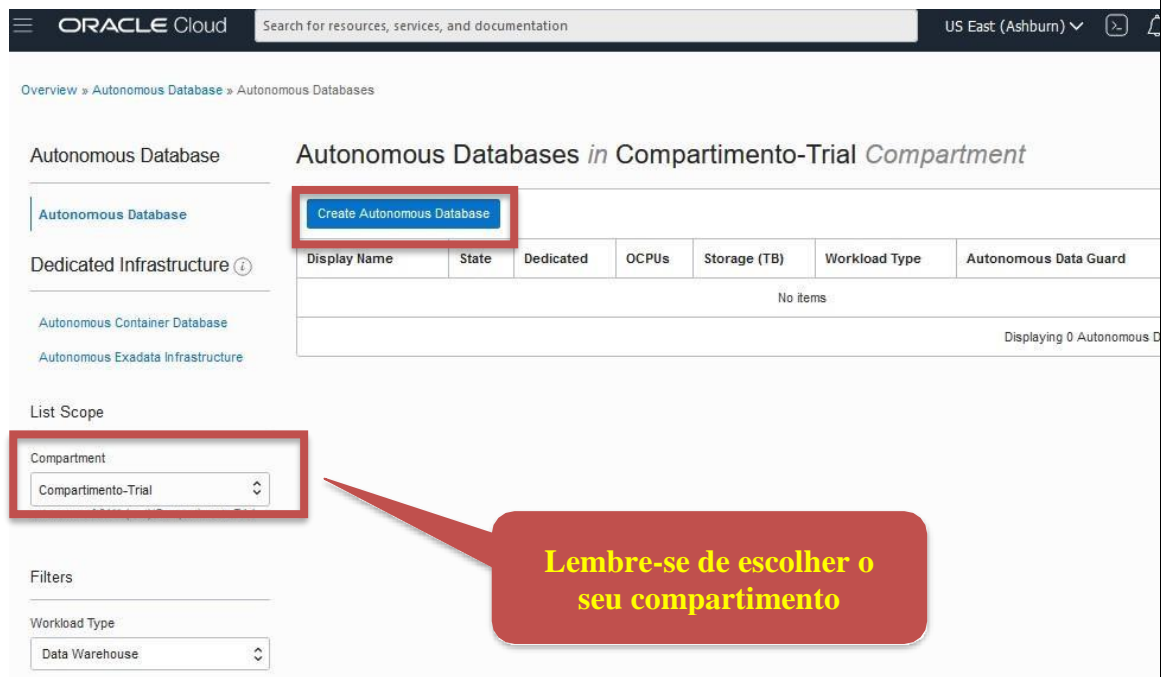 ORACLE Cloud
Search for resources, services, and documentation
US East (Ashburn)
Overview » Autonomous Database » Autonomous Databases
Autonomous Database
Autonomous Database
Dedicated Infrastructure
Autonomous Container Database
Autonomous Exadata Infrastructure
List Scope
Compartment
Compartimento-Trial
Filters
Workload Type
Data Warehouse
Autonomous Databases in Compartimento-Trial Compartment
Create Autonomous Database
Display Name State Dedicated OCPUs Storage (TB) Workload Type Autonomous Data Guard
No items
Displaying 0 Autonomous D
Lembre-se de escolher o
seu compartimento